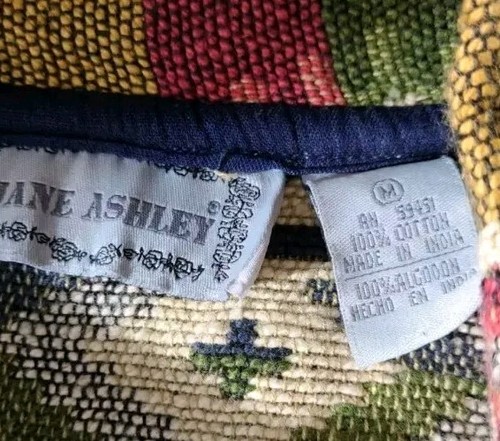 JANE ASHLEY ®
M
RN 59451
100% COTTON
MADE IN INDIA
100% ALGODON
HECHO EN INDIA